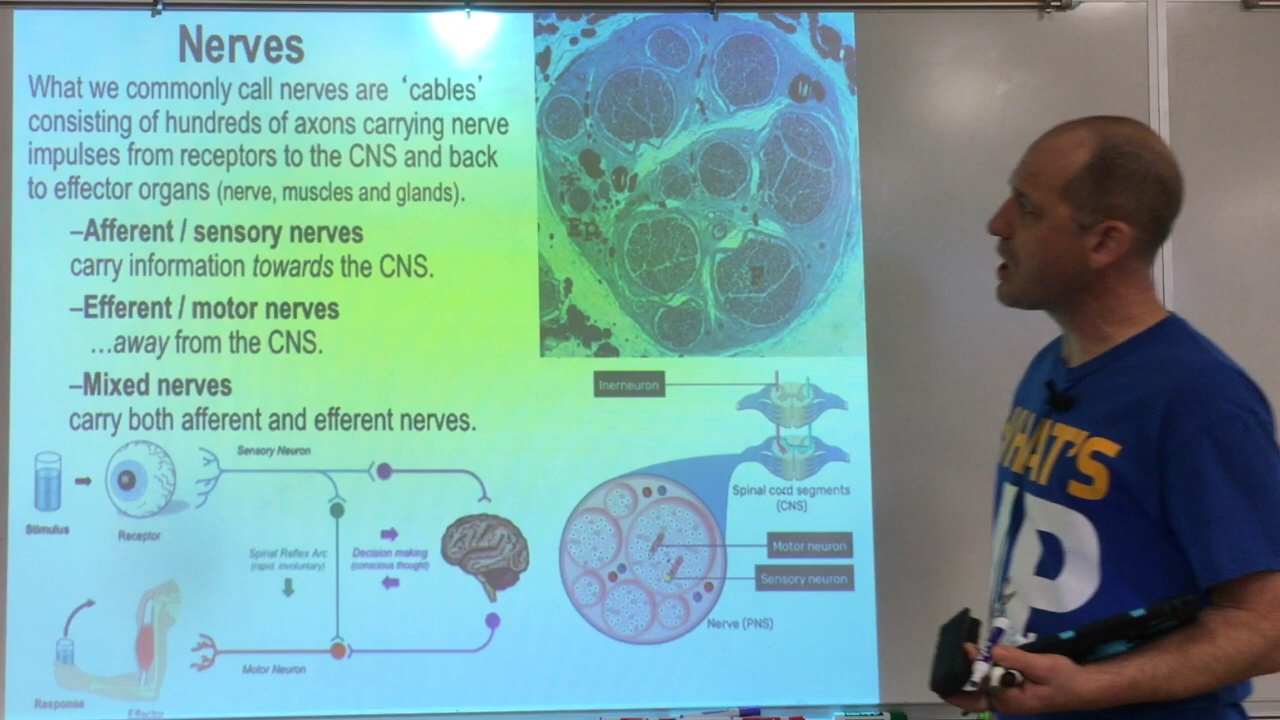 Nerves
What we commonly call nerves are ‘cables’
consisting of hundreds of axons carrying nerve
impulses from receptors to the CNS and back
to effector organs (nerve, muscles and glands).
–Afferent / sensory nerves
carry information towards the CNS.
–Efferent / motor nerves
...away from the CNS.
–Mixed nerves
carry both afferent and efferent nerves.
Ep
F
Inerneuron
Spinal cord segments
(CNS)
Motor neuron
Sensory neuron
Nerve (PNS)
Sensory Neuron
Stimulus
Receptor
Spinal Reflex Arc
(rapid, involuntary)
Decision making
(conscious thought)
Motor Neuron
Response
Effector
WHAT'S
UP